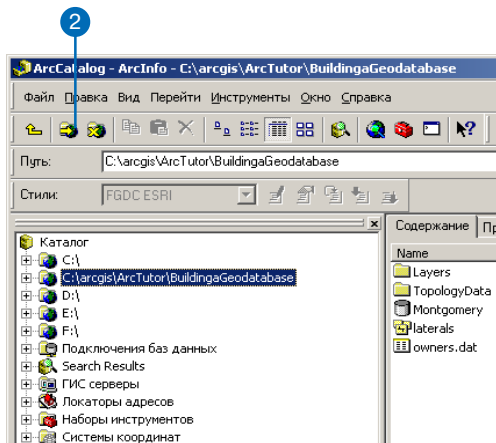 2
ArcCatalog - ArcInfo - C:\arcgis\ArcTutor\BuildingaGeodatabase
Файл Правка Вид Перейти Инструменты Окно Справка
Путь: C:\arcgis\ArcTutor\BuildingaGeodatabase
Стили: FGDC ESRI
Каталог
C:\
C:\arcgis\ArcTutor\BuildingaGeodatabase
D:\
E:\
F:\
Подключения баз данных
Search Results
ГИС серверы
Локаторы адресов
Наборы инструментов
Системы координат
Содержание Пр
Name
Layers
TopologyData
Montgomery
laterals
owners.dat